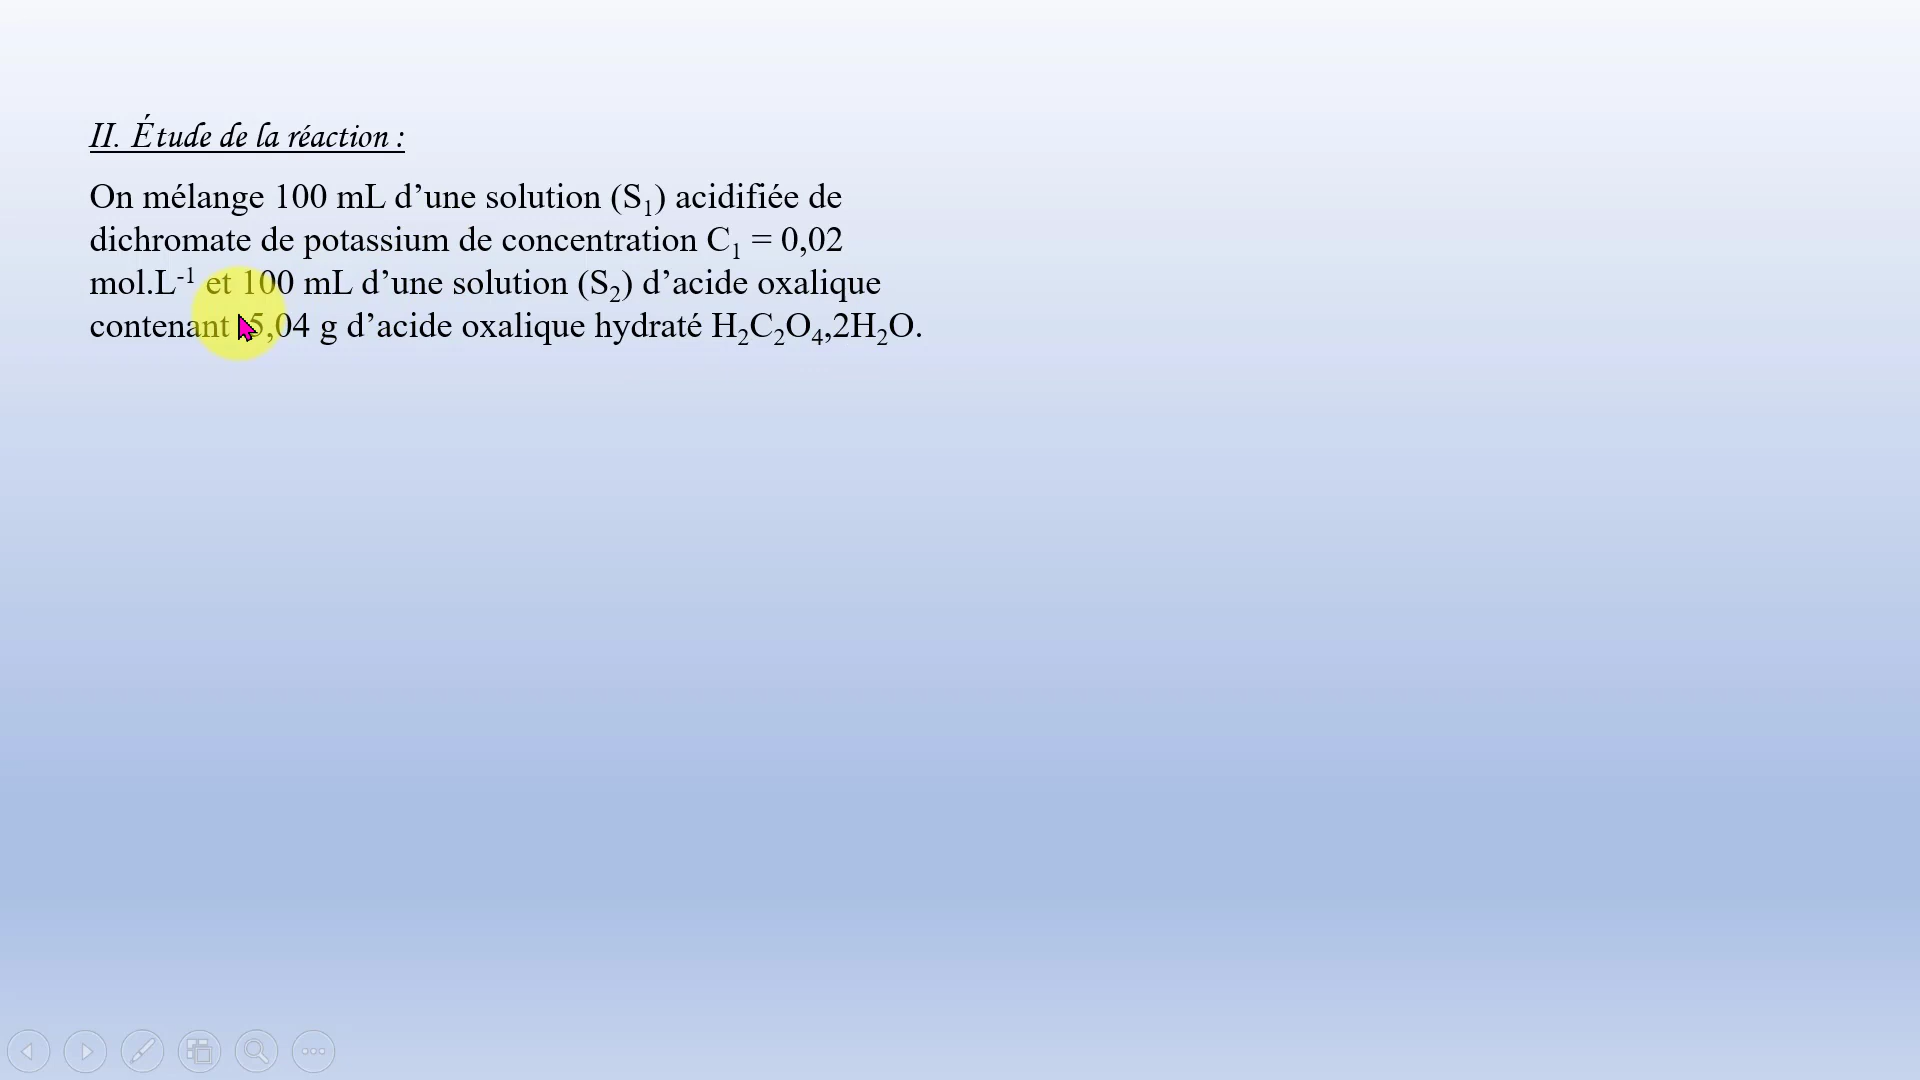 II. Étude de la réaction :
On mélange 100 mL d’une solution (S₁) acidifiée de
dichromate de potassium de concentration C₁ = 0,02
mol.L⁻¹ et 100 mL d’une solution (S₂) d’acide oxalique
contenant 5,04 g d’acide oxalique hydraté H₂C₂O₄,2H₂O.